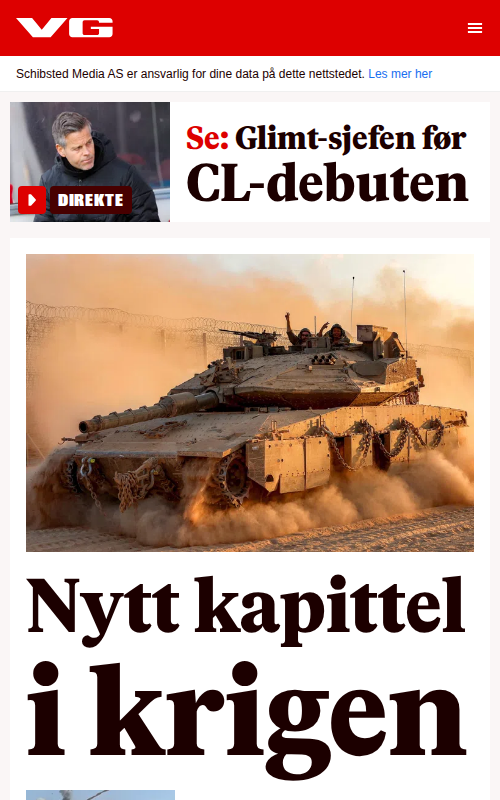 VG
Schibsted Media AS er ansvarlig for dine data på dette nettstedet. Les mer her
Se: Glimt-sjefen før
CL-debuten
DIREKTE
Nytt kapittel
i krigen